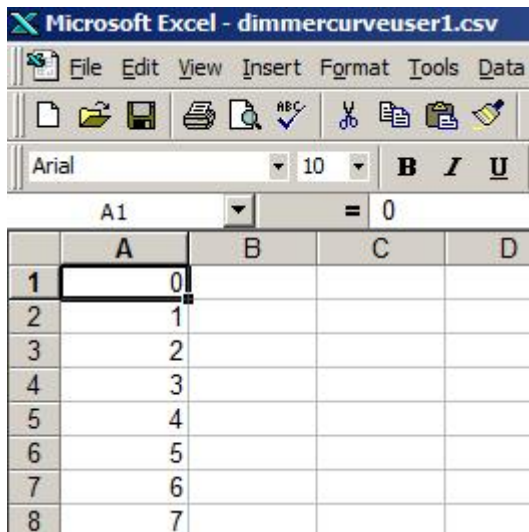 Microsoft Excel - dimmercurveuser1.csv
File Edit View Insert Format Tools Data
ABC
Arial 10 B I U
A1 = 0
A B C D
1 0
2 1
3 2
4 3
5 4
6 5
7 6
8 7